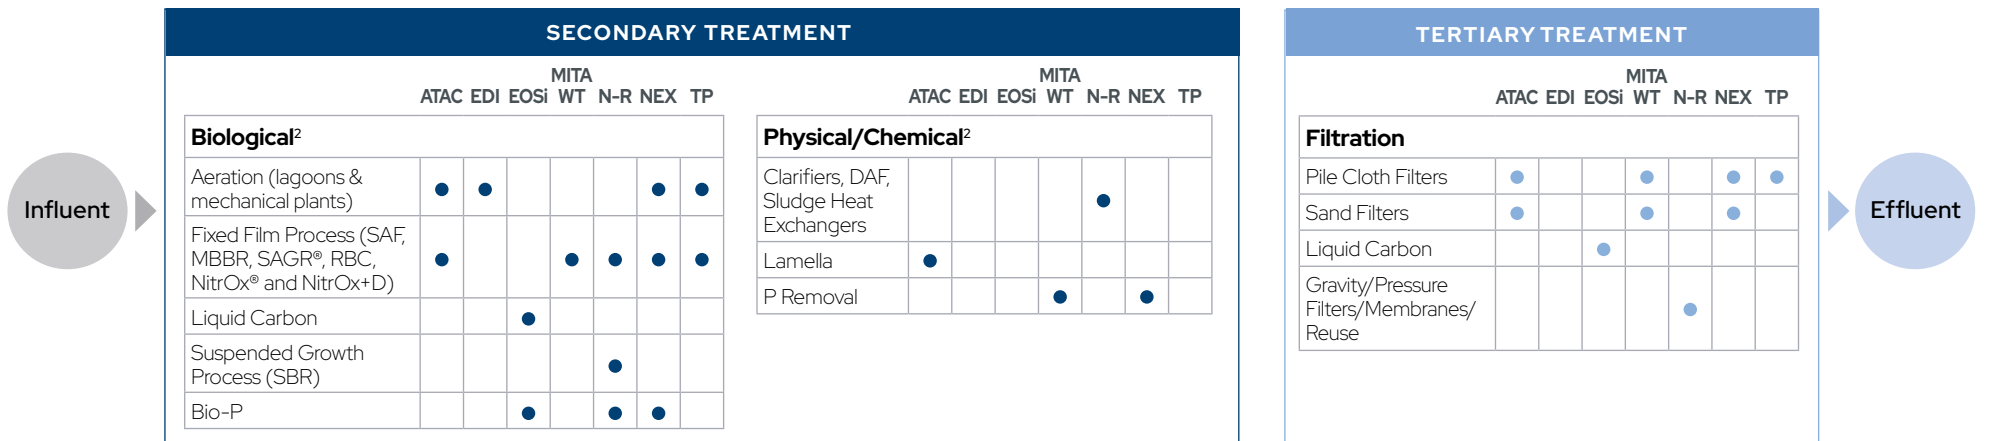 Influent
SECONDARY TREATMENT
MITA
ATAC EDI EOSi WT N-R NEX TP
Biological²
Aeration (lagoons &
mechanical plants)
Fixed Film Process (SAF,
MBBR, SAGR®, RBC,
NitrOx® and NitrOx+D)
Liquid Carbon
Suspended Growth
Process (SBR)
Bio-P
MITA
ATAC EDI EOSi WT N-R NEX TP
Physical/Chemical²
Clarifiers, DAF,
Sludge Heat
Exchangers
Lamella
P Removal
TERTIARY TREATMENT
MITA
ATAC EDI EOSi WT N-R NEX TP
Filtration
Pile Cloth Filters
Sand Filters
Liquid Carbon
Gravity/Pressure
Filters/Membranes/
Reuse
Effluent